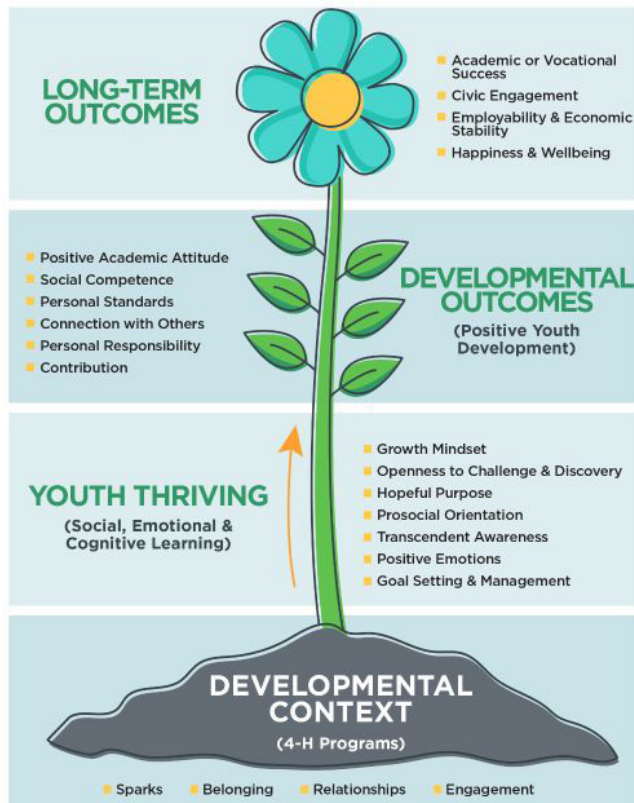 LONG-TERM
OUTCOMES
Academic or Vocational
Success
Civic Engagement
Employability & Economic
Stability
Happiness & Wellbeing
Positive Academic Attitude
Social Competence
Personal Standards
Connection with Others
Personal Responsibility
Contribution
DEVELOPMENTAL
OUTCOMES
(Positive Youth
Development)
YOUTH THRIVING
(Social, Emotional &
Cognitive Learning)
Growth Mindset
Openness to Challenge & Discovery
Hopeful Purpose
Prosocial Orientation
Transcendent Awareness
Positive Emotions
Goal Setting & Management
DEVELOPMENTAL
CONTEXT
(4-H Programs)
Sparks Belonging Relationships Engagement